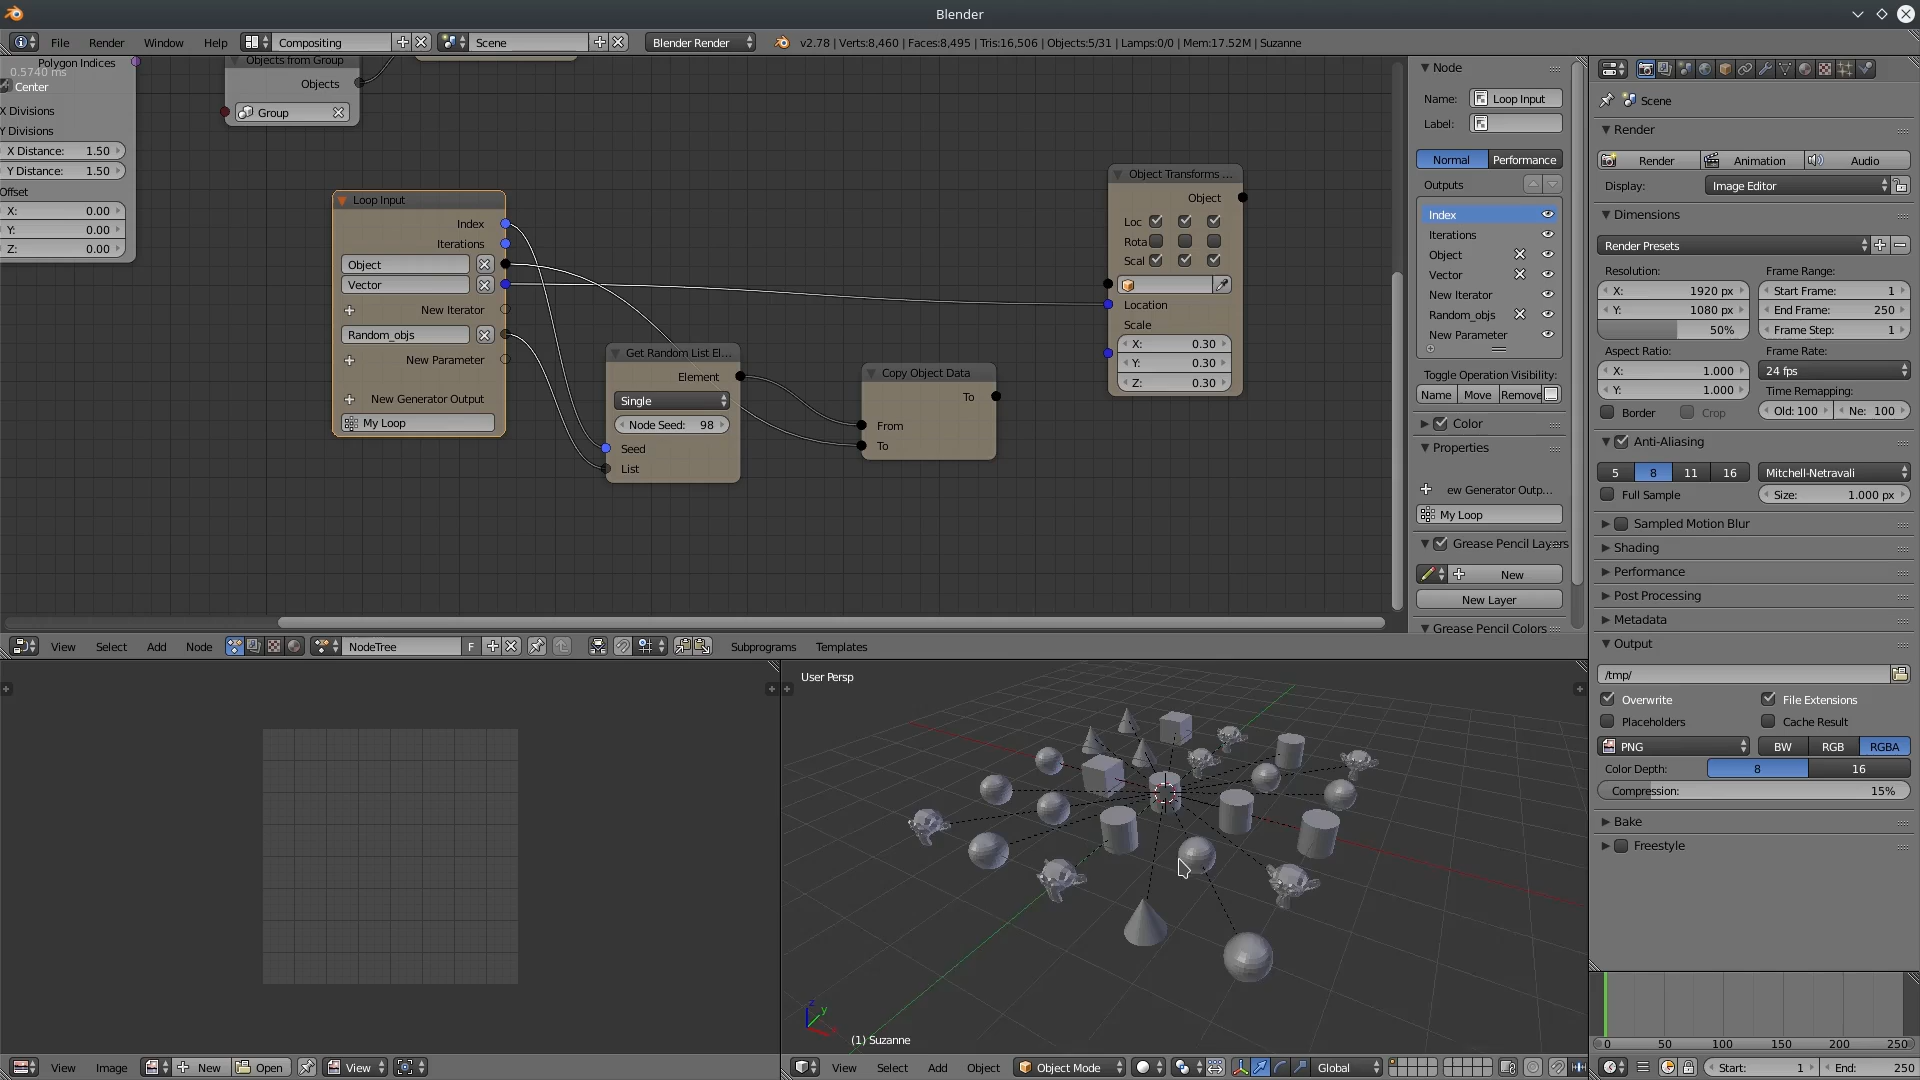 Blender
File Render Window Help Compositing Scene Blender Render v2.78 | Verts:8,460 | Faces:8,495 | Tris:16,506 | Objects:5/31 | Lamps:0/0 | Mem:17.52M | Suzanne
Polygon Indices
0.5740 ms
Center
X Divisions
Y Divisions
X Distance: 1.50
Y Distance: 1.50
Offset
X: 0.00
Y: 0.00
Z: 0.00
Objects from Group
Objects
Group
Loop Input
Index
Iterations
Object
Vector
New Iterator
Random_objs
New Parameter
New Generator Output
My Loop
Get Random List El...
Element
Single
Node Seed: 98
Seed
List
Copy Object Data
To
From
To
Object Transforms ...
Object
Loc
Rota
Scal
Location
Scale
X: 0.30
Y: 0.30
Z: 0.30
Node
Name: Loop Input
Label:
Normal Performance
Outputs
Index
Iterations
Object
Vector
New Iterator
Random_objs
New Parameter
Toggle Operation Visibility:
Name Move Remove
Color
Properties
ew Generator Outp...
My Loop
Grease Pencil Layers
New
New Layer
Grease Pencil Colors
View Select Add Node NodeTree F Subprograms Templates
Scene
Render
Render Animation Audio
Display: Image Editor
Dimensions
Render Presets
Resolution: Frame Range:
X: 1920 px Start Frame: 1
Y: 1080 px End Frame: 250
50% Frame Step: 1
Aspect Ratio: Frame Rate:
X: 1.000 24 fps
Y: 1.000 Time Remapping:
Border Crop Old: 100 Ne: 100
Anti-Aliasing
5 8 11 16 Mitchell-Netravali
Full Sample Size: 1.000 px
Sampled Motion Blur
Shading
Performance
Post Processing
Metadata
Output
/tmp/
Overwrite File Extensions
Placeholders Cache Result
PNG BW RGB RGBA
Color Depth: 8 16
Compression: 15%
Bake
Freestyle
User Persp
z
y
(1) Suzanne
View Image New Open View
View Select Add Object Object Mode Global
0 50 100 150 200 250
Start: 1 End: 250